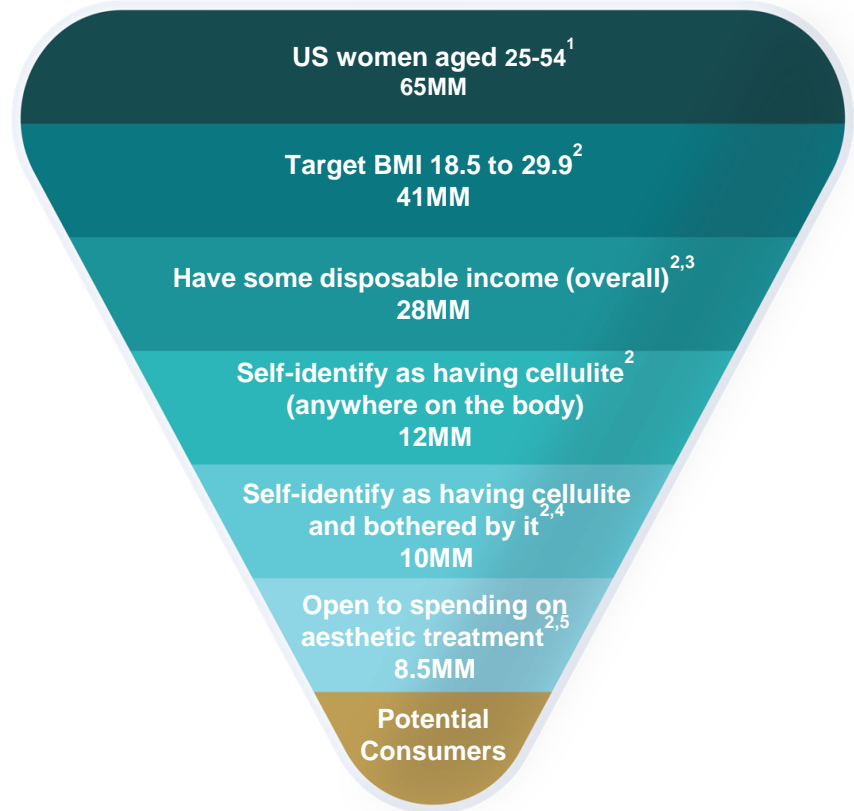 US women aged 25-54¹
65MM
Target BMI 18.5 to 29.9²
41MM
Have some disposable income (overall)²,³
28MM
Self-identify as having cellulite²
(anywhere on the body)
12MM
Self-identify as having cellulite
and bothered by it²,⁴
10MM
Open to spending on
aesthetic treatment²,⁵
8.5MM
Potential
Consumers